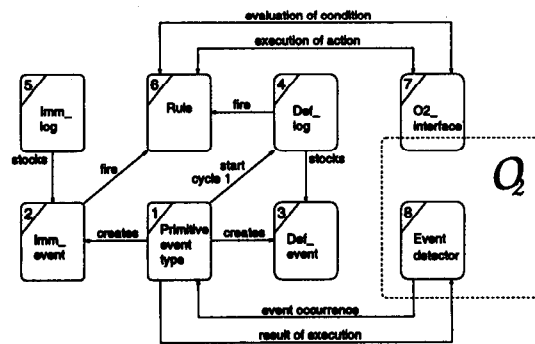 evaluation of condition
execution of action
5
Imm_
log
6
Rule
4
Def_
log
7
O2_
interface
fire
stocks
fire
start
cycle 1
stocks
O2
2
Imm_
event
creates
1
Primitive
event
type
creates
3
Def_
event
8
Event
detector
event occurrence
result of execution